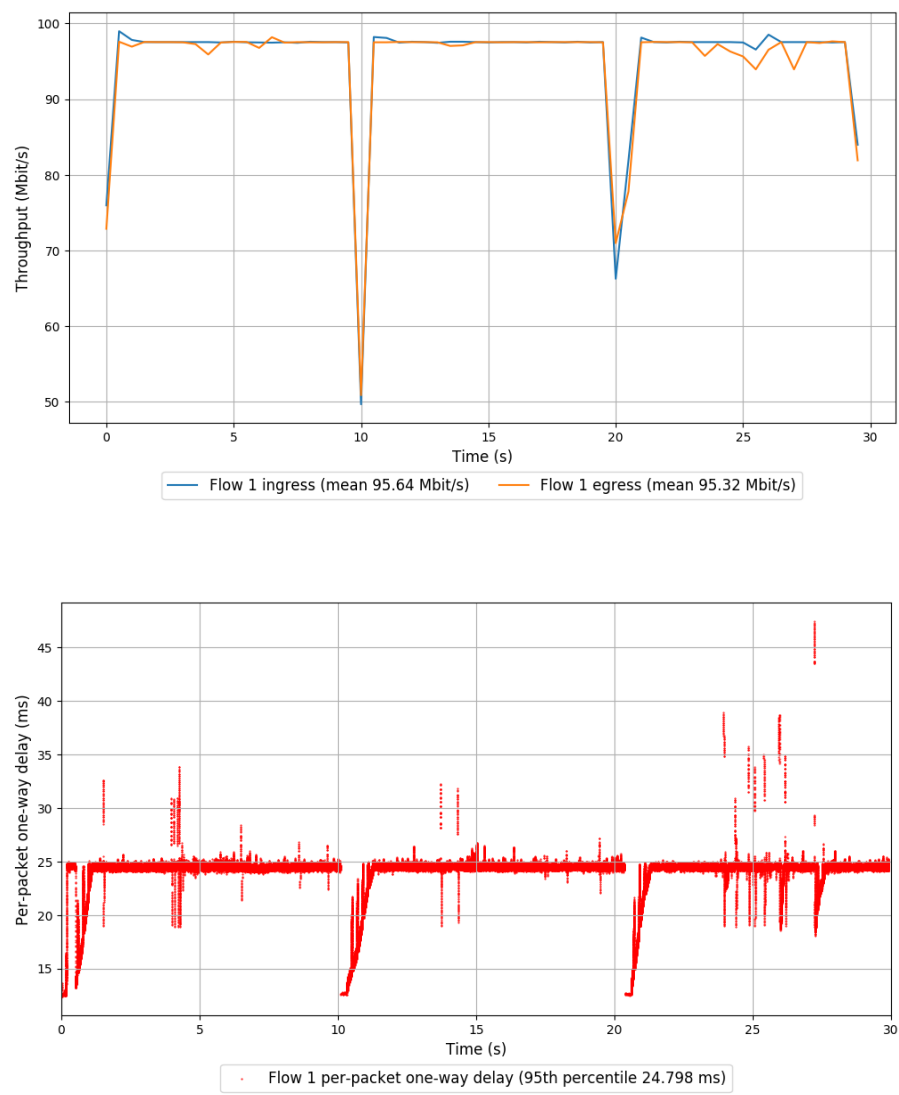 100
90
80
70
60
50
Throughput (Mbit/s)
0 5 10 15 20 25 30
Time (s)
Flow 1 ingress (mean 95.64 Mbit/s) Flow 1 egress (mean 95.32 Mbit/s)
45
40
35
30
25
20
15
Per-packet one-way delay (ms)
0 5 10 15 20 25 30
Time (s)
Flow 1 per-packet one-way delay (95th percentile 24.798 ms)